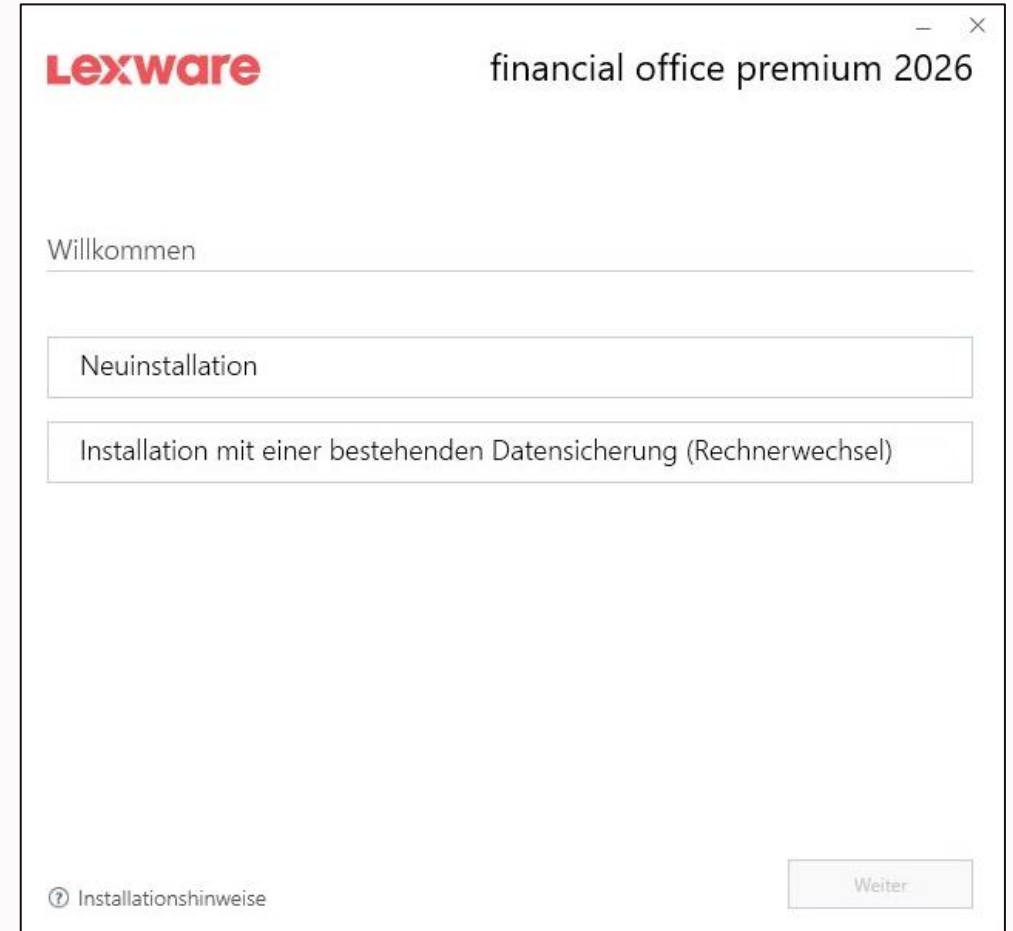 Lexware
financial office premium 2026
Willkommen
Neuinstallation
Installation mit einer bestehenden Datensicherung (Rechnerwechsel)
Installationshinweise
Weiter